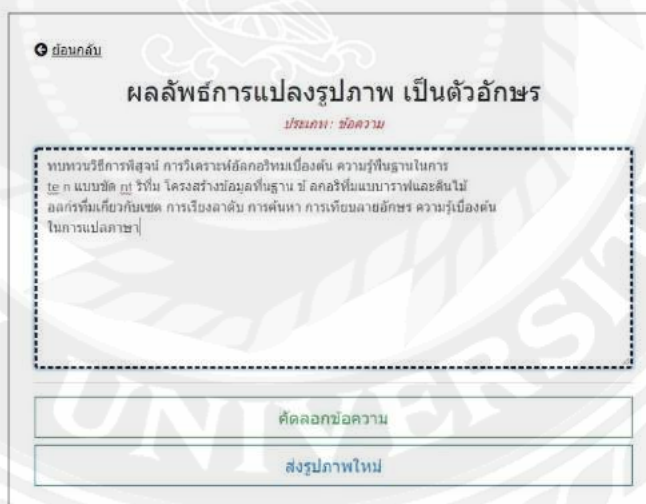 ย้อนกลับ
ผลลัพธ์การแปลงรูปภาพ เป็นตัวอักษร
ประเภท : ข้อความ
ทบทวนวิธีการพิสูจน์ การวิเคราะห์อัลกอริทมเบื่องต้น ความรู้พื้นฐานในการ
te ก แบบขัด ฦt ริทึ่ม โครงสร้างข้อมูลพื้นฐาน ข้ ลกอริที่มแบบาราฟและตันไม้
อลกรที่มเกี่ยวกับเซต การเรียงลาดับ การค้นหา การเทียบลายอักษร ความรู้เบื่องต้น
ในการแปลภาษา
คัดลอกข้อความ
ส่งรูปภาพใหม่
UNIVERSITY